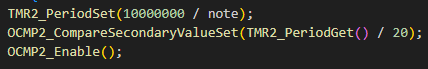 TMR2_PeriodSet(10000000 / note);
OCMP2_CompareSecondaryValueSet(TMR2_PeriodGet() / 20);
OCMP2_Enable();